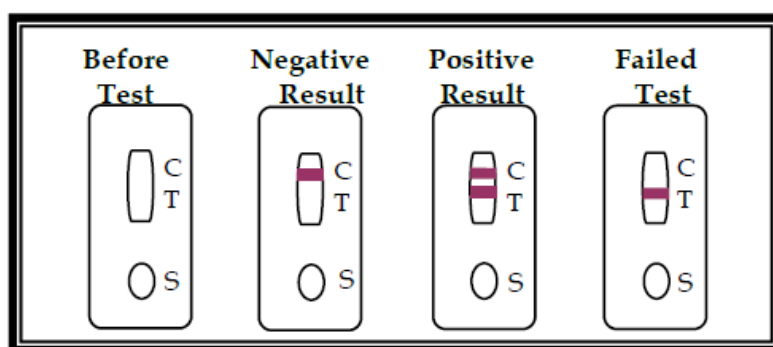 Before Negative Positive Failed
Test Result Result Test
C C C C
T T T T
S S S S